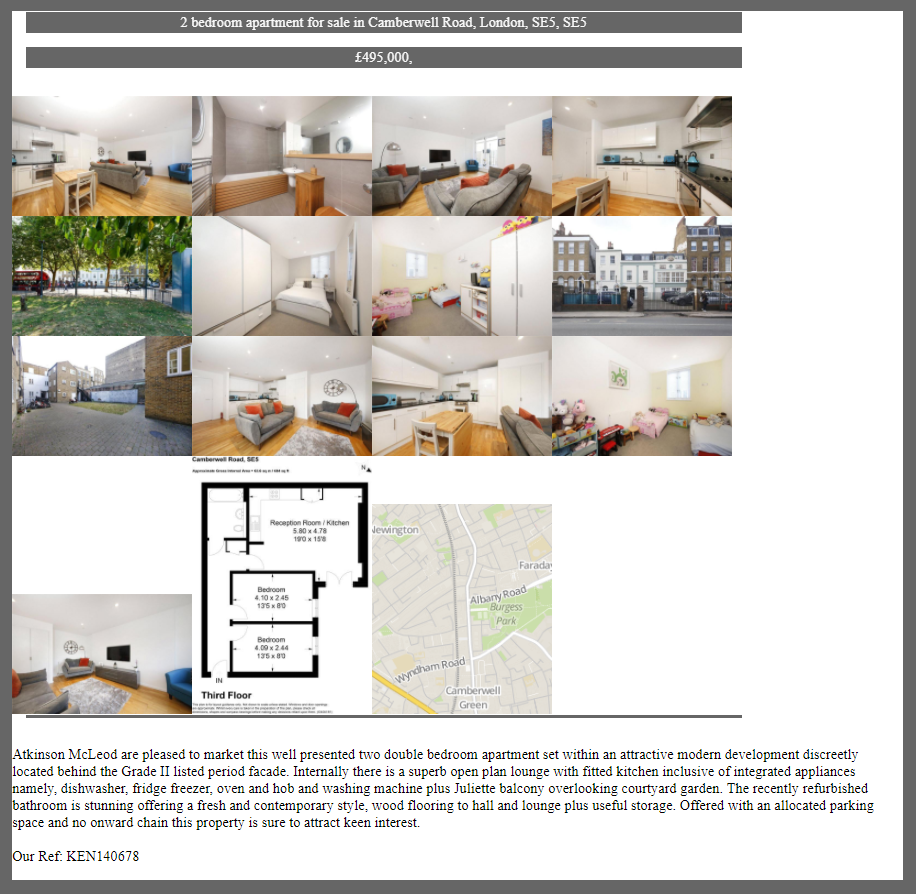 2 bedroom apartment for sale in Camberwell Road, London, SE5, SE5
£495,000,
Camberwell Road, SE5
N
Reception Room / Kitchen
5.80 x 4.78
19'0 x 15'8
Bedroom
4.10 x 2.45
13'5 x 8'0
Bedroom
4.09 x 2.44
13'5 x 8'0
IN
Third Floor
Newington
Faraday
Albany Road
Burgess
Park
Wyndham Road
Camberwell
Green
Atkinson McLeod are pleased to market this well presented two double bedroom apartment set within an attractive modern development discreetly
located behind the Grade II listed period facade. Internally there is a superb open plan lounge with fitted kitchen inclusive of integrated appliances
namely, dishwasher, fridge freezer, oven and hob and washing machine plus Juliette balcony overlooking courtyard garden. The recently refurbished
bathroom is stunning offering a fresh and contemporary style, wood flooring to hall and lounge plus useful storage. Offered with an allocated parking
space and no onward chain this property is sure to attract keen interest.
Our Ref: KEN140678